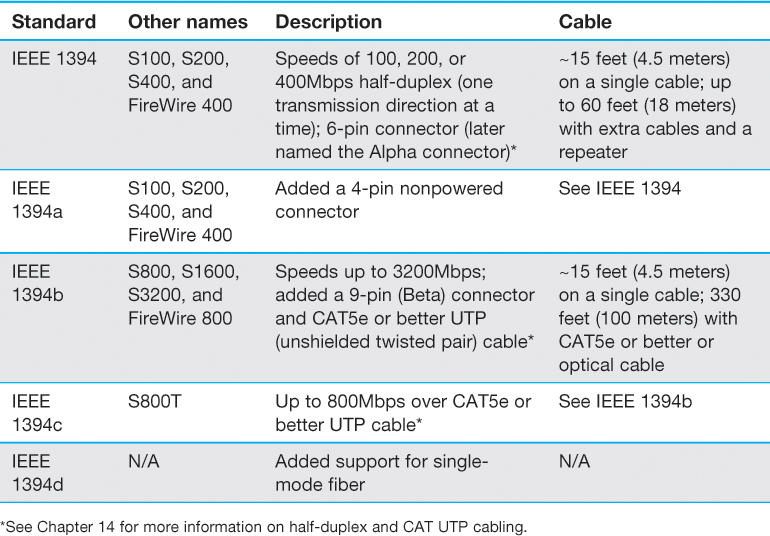 Standard Other names Description Cable
IEEE 1394 S100, S200, Speeds of 100, 200, or ~15 feet (4.5 meters)
S400, and 400Mbps half-duplex (one on a single cable; up
FireWire 400 transmission direction at a to 60 feet (18 meters)
time); 6-pin connector (later with extra cables and a
named the Alpha connector)* repeater
IEEE S100, S200, Added a 4-pin nonpowered See IEEE 1394
1394a S400, and connector
FireWire 400
IEEE S800, S1600, Speeds up to 3200Mbps; ~15 feet (4.5 meters)
1394b S3200, and added a 9-pin (Beta) connector on a single cable; 330
FireWire 800 and CAT5e or better UTP feet (100 meters) with
(unshielded twisted pair) cable* CAT5e or better or
optical cable
IEEE S800T Up to 800Mbps over CAT5e or See IEEE 1394b
1394c better UTP cable*
IEEE N/A Added support for single- N/A
1394d mode fiber
*See Chapter 14 for more information on half-duplex and CAT UTP cabling.